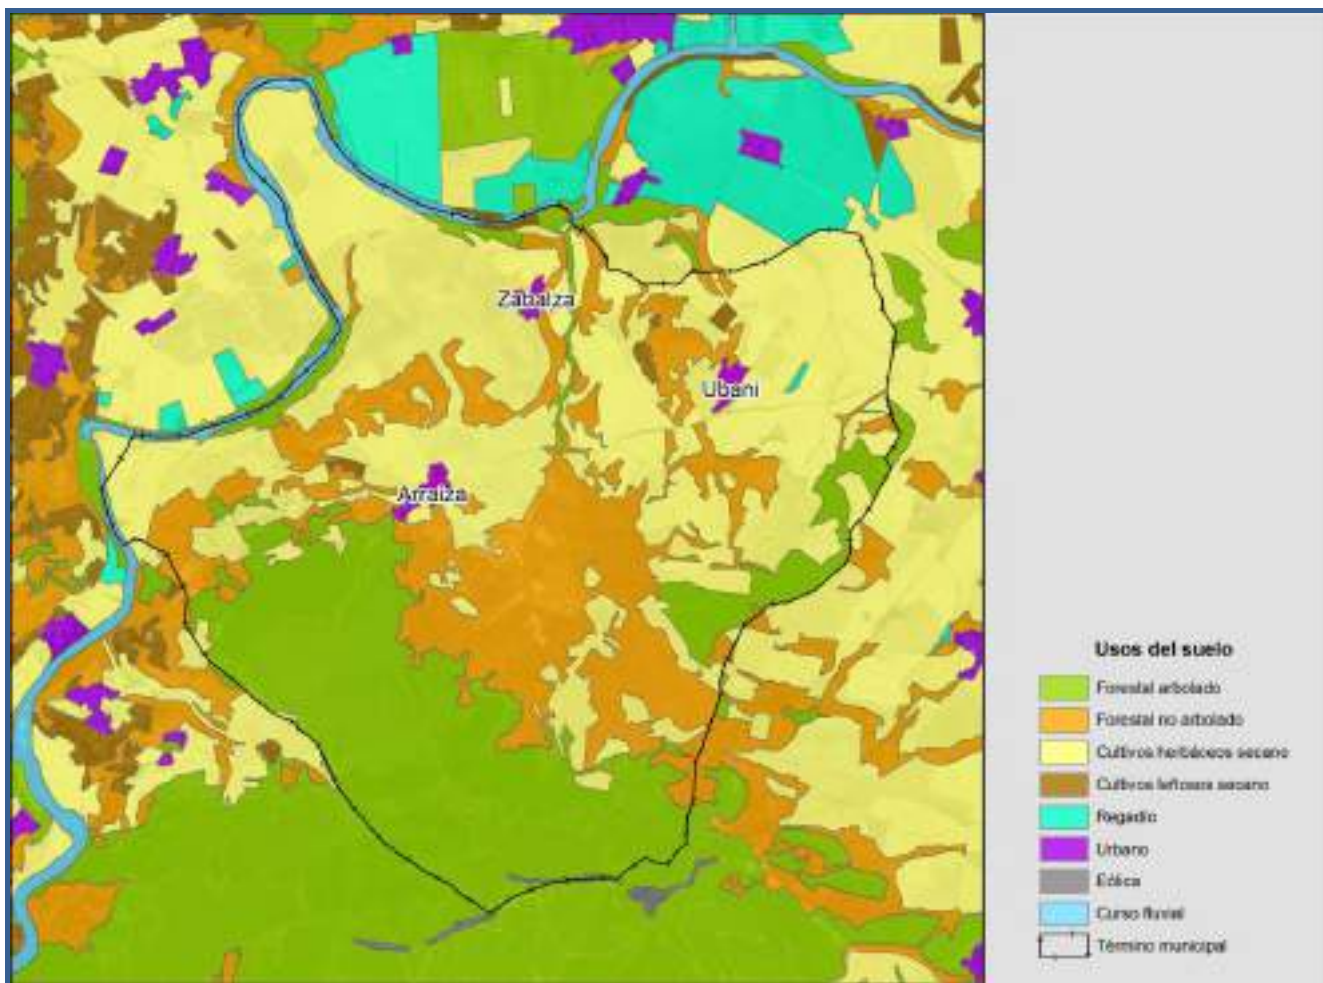 Zabalza
Ubani
Arraiza
Usos del suelo
Forestal arbolado
Forestal no arbolado
Cultivos herbáceos secano
Cultivos leñosos secano
Regadío
Urbano
Eólica
Curso fluvial
Término municipal